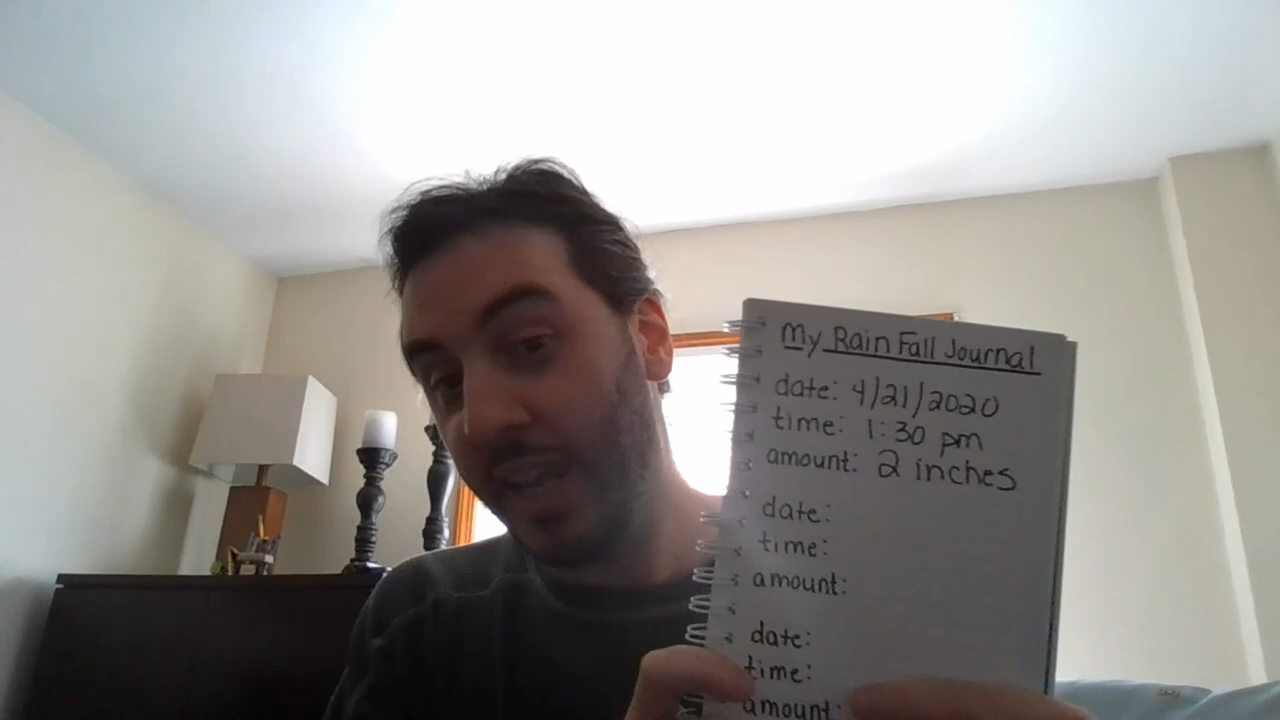 My Rain Fall Journal
date: 4/21/2020
time: 1:30 pm
amount: 2 inches
date:
time:
amount:
date:
time:
amount: